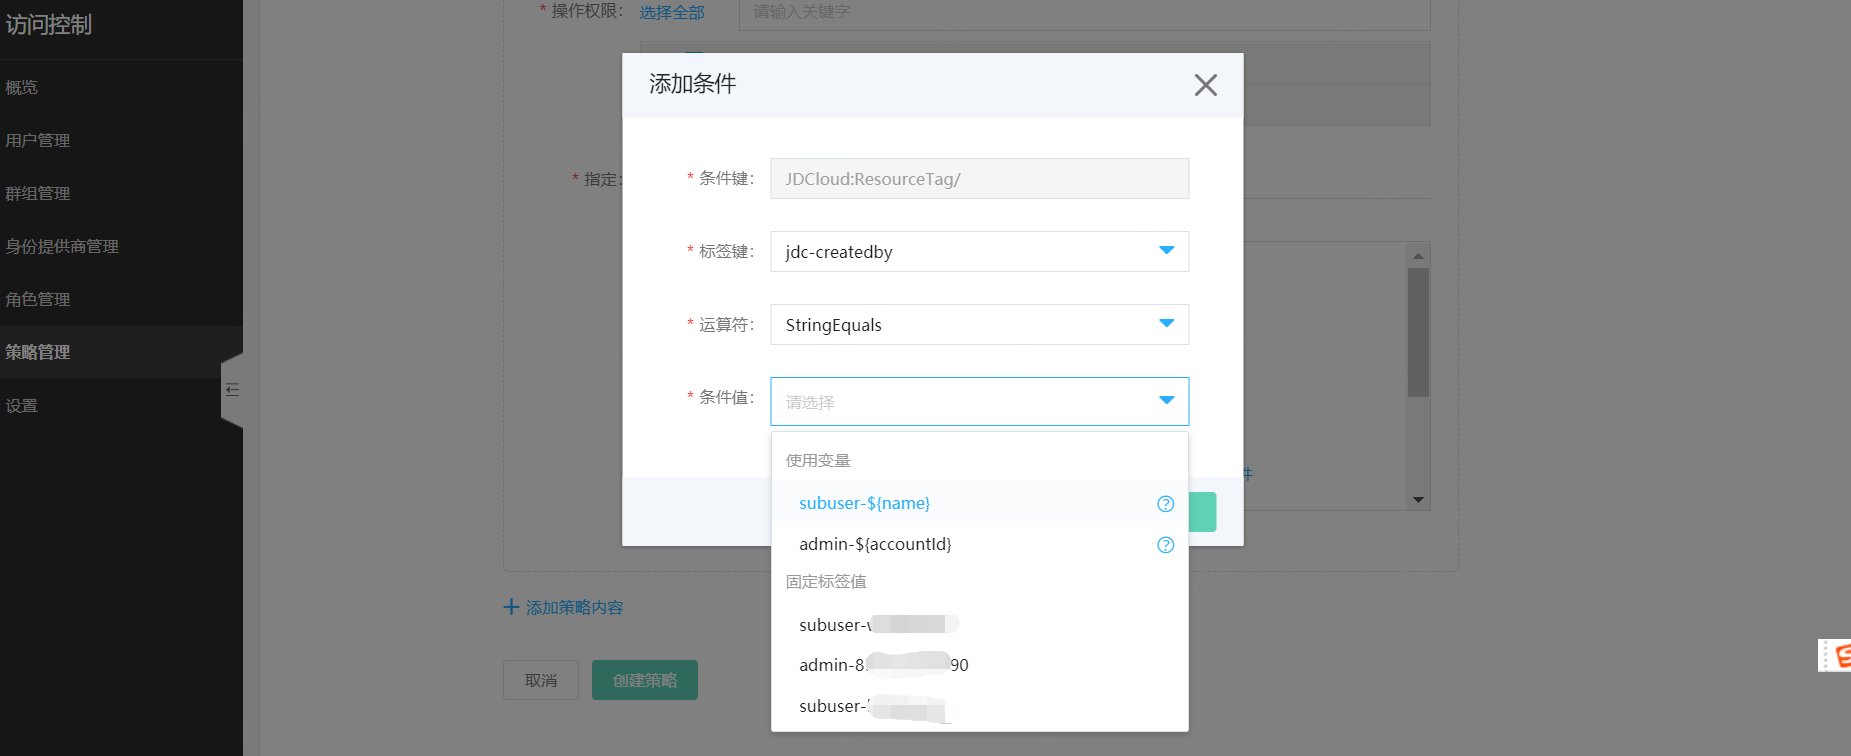 访问控制
概览
用户管理
群组管理
身份提供商管理
角色管理
策略管理
设置
* 操作权限：
选择全部
请输入关键字
* 指定：
添加条件
* 条件键：
JDCloud:ResourceTag/
* 标签键：
jdc-createdby
* 运算符：
StringEquals
* 条件值：
请选择
使用变量
subuser-${name}
admin-${accountId}
固定标签值
subuser-
admin-8
90
subuser-
件
+ 添加策略内容
取消
创建策略